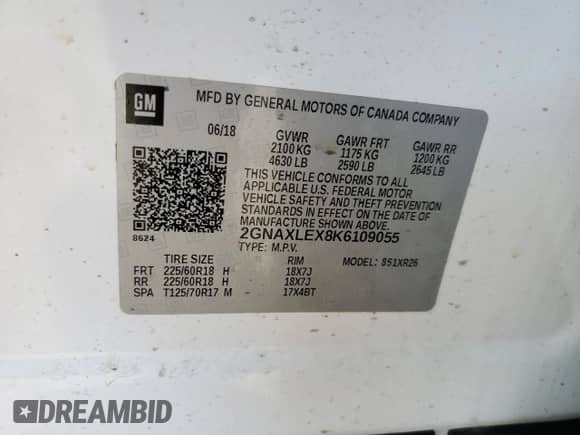 GM
MFD BY GENERAL MOTORS OF CANADA COMPANY
06/18 GVWR GAWR FRT GAWR RR
2100 KG 1175 KG 1200 KG
4630 LB 2590 LB 2645 LB
THIS VEHICLE CONFORMS TO ALL
APPLICABLE U.S. FEDERAL MOTOR
VEHICLE SAFETY AND THEFT PREVENTION
STANDARDS IN EFFECT ON THE DATE OF
MANUFACTURE SHOWN ABOVE.
8624 2GNAXLEX8K6109055
TYPE: M.P.V. MODEL: 851XR26
TIRE SIZE RIM
FRT 225/60R18 H 18X7J
RR 225/60R18 H 18X7J
SPA T125/70R17 M 17X4BT
DREAMBID